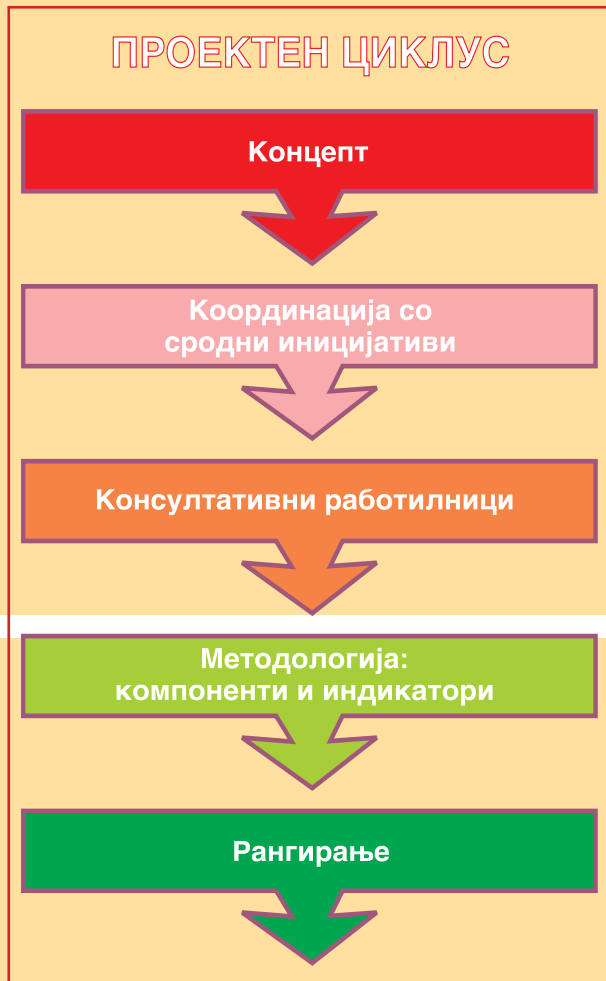 ПРОЕКТЕН ЦИКЛУС
Концепт
Координација со
сродни иницијативи
Консултативни работилници
Методологија:
компоненти и индикатори
Рангирање